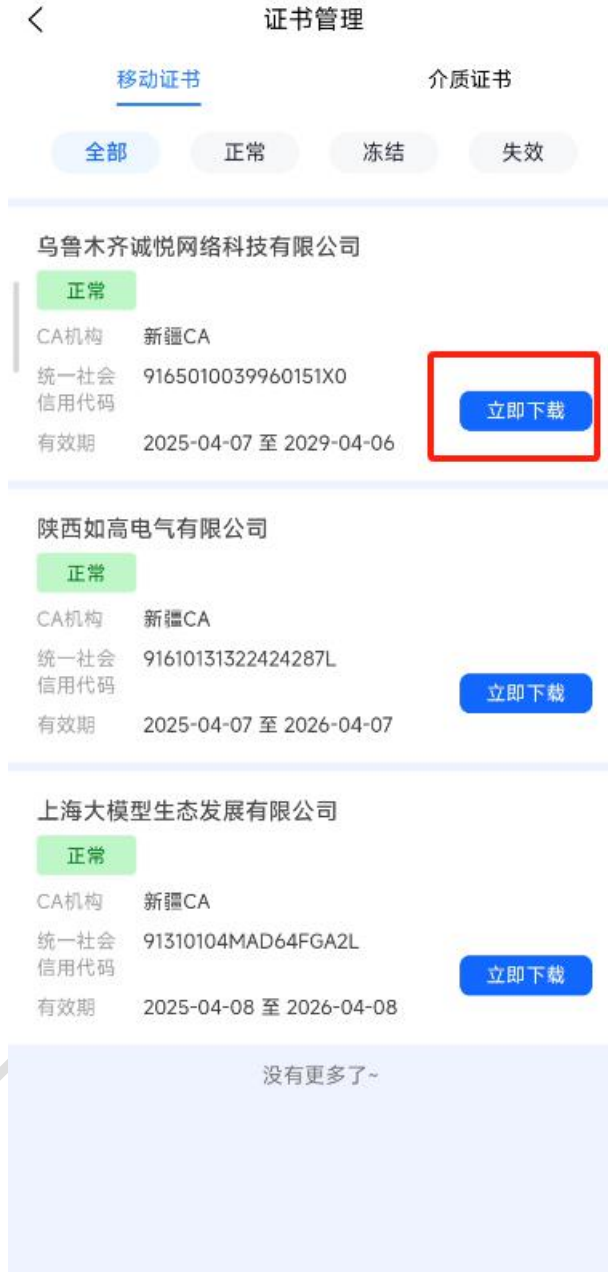 证书管理
移动证书 介质证书
全部 正常 冻结 失效
乌鲁木齐诚悦网络科技有限公司
正常
CA机构 新疆CA
统一社会信用代码 9165010039960151X0
立即下载
有效期 2025-04-07 至 2029-04-06
陕西如高电气有限公司
正常
CA机构 新疆CA
统一社会信用代码 91610131322424287L
立即下载
有效期 2025-04-07 至 2026-04-07
上海大模型生态发展有限公司
正常
CA机构 新疆CA
统一社会信用代码 91310104MAD64FGA2L
立即下载
有效期 2025-04-08 至 2026-04-08
没有更多了~